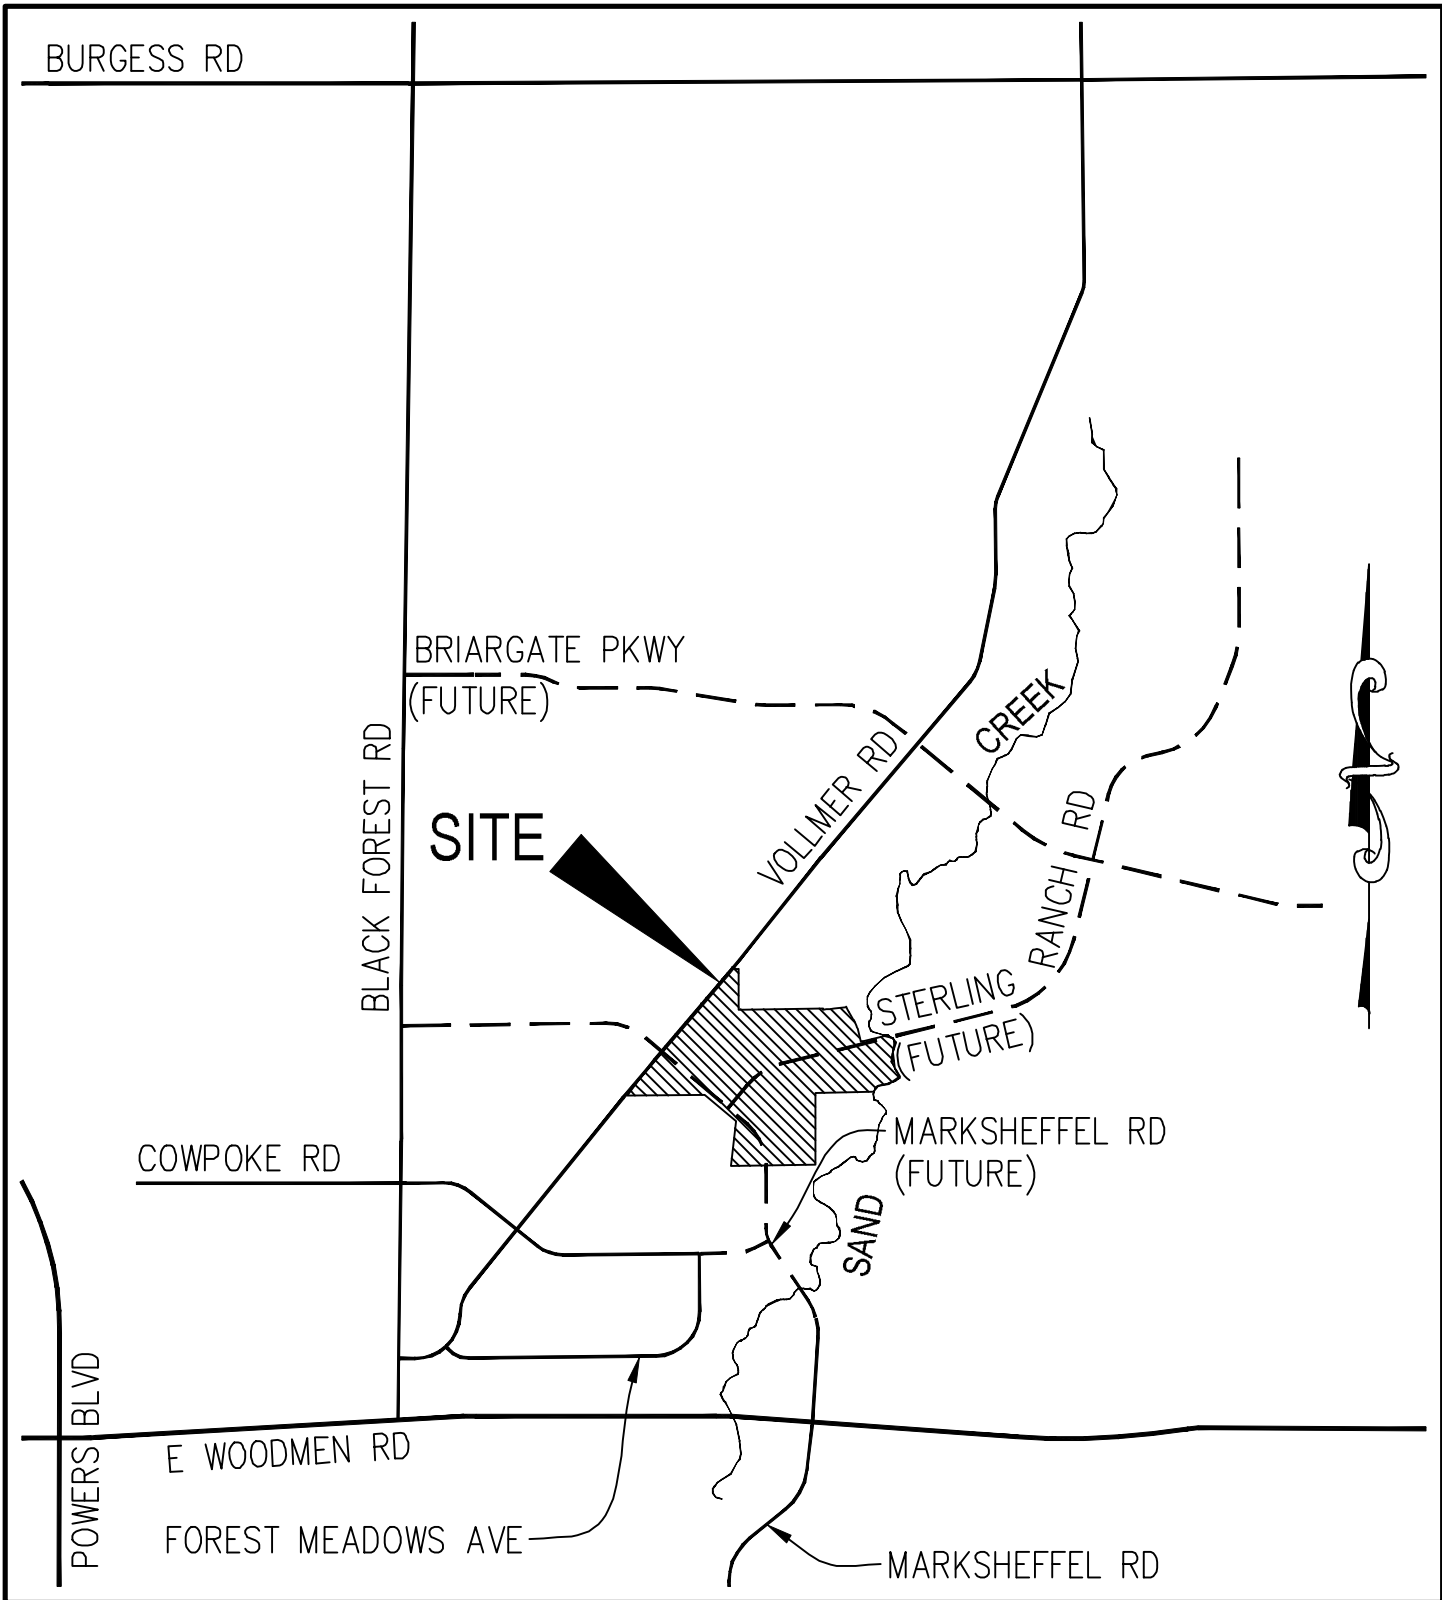 BURGESS RD
BRIARGATE PKWY
(FUTURE)
BLACK FOREST RD
SITE
VOLLMER RD
CREEK
RANCH RD
STERLING
(FUTURE)
MARKSHEFFEL RD
(FUTURE)
COWPOKE RD
SAND
POWERS BLVD
E WOODMEN RD
FOREST MEADOWS AVE
MARKSHEFFEL RD